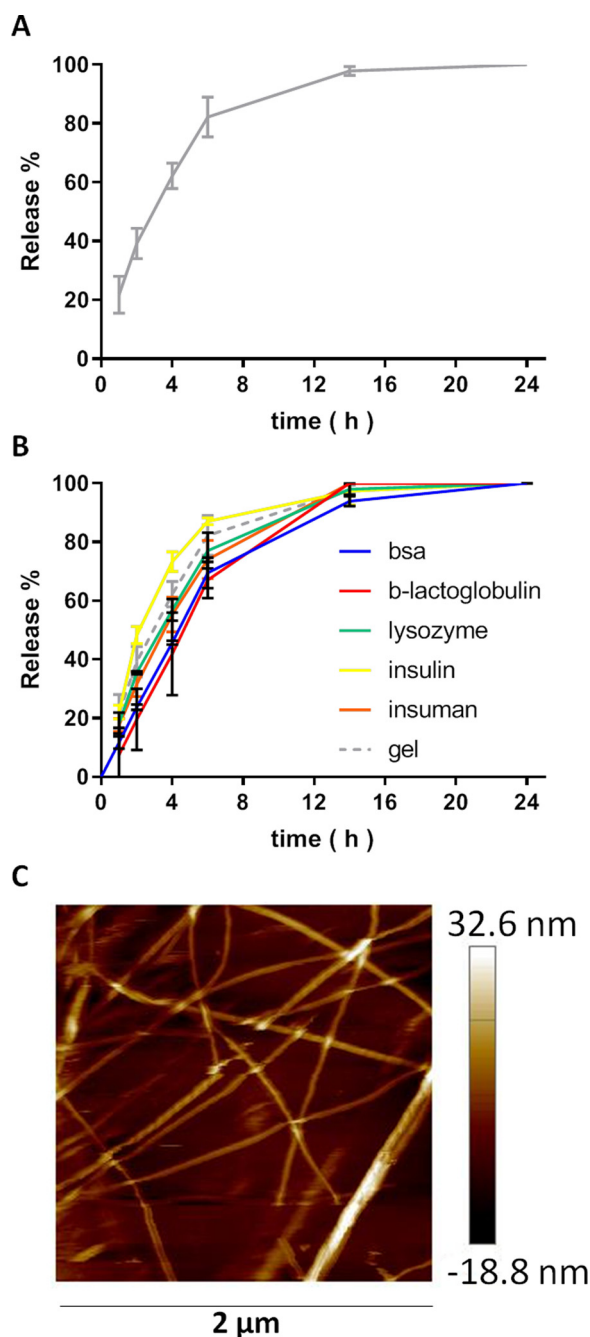 A
Release %
100
80
60
40
20
0
0 4 8 12 16 20 24
time ( h )
B
Release %
100
80
60
40
20
0
bsa
b-lactoglobulin
lysozyme
insulin
insuman
gel
0 4 8 12 16 20 24
time ( h )
C
32.6 nm
-18.8 nm
2 µm